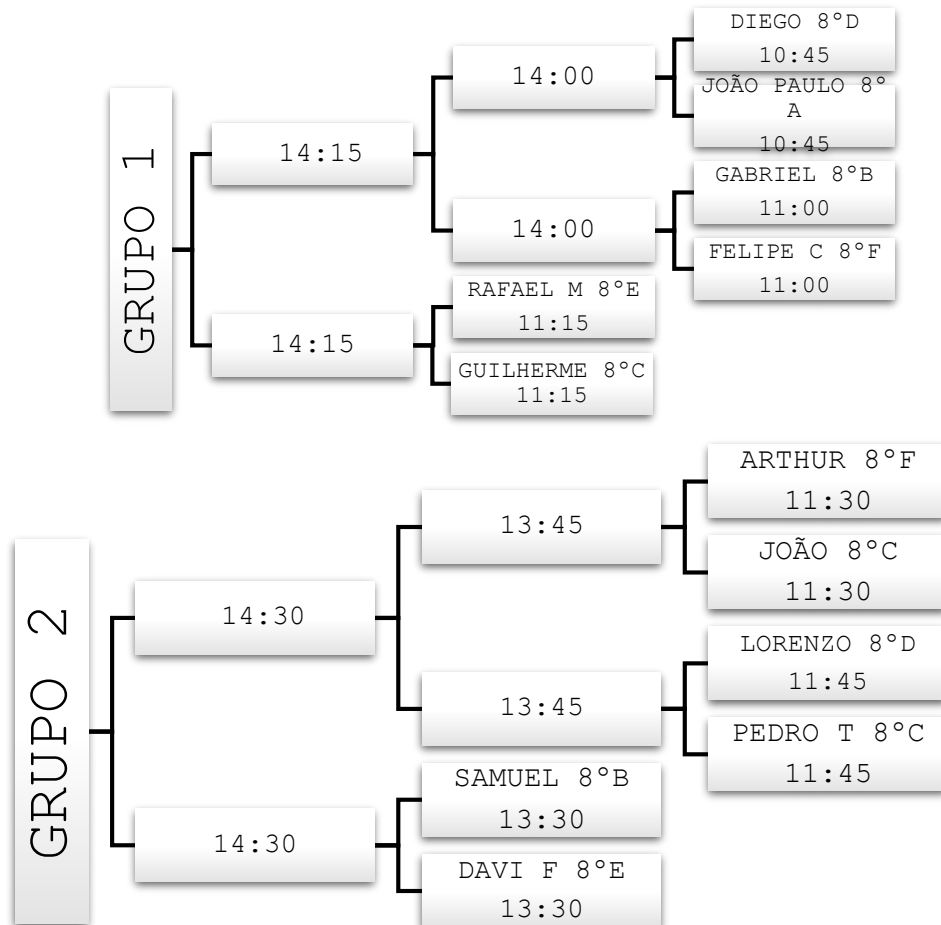 GRUPO 1
14:15
14:00
DIEGO 8°D
10:45
JOÃO PAULO 8°
A
10:45
14:00
GABRIEL 8°B
11:00
FELIPE C 8°F
11:00
14:15
RAFAEL M 8°E
11:15
GUILHERME 8°C
11:15
GRUPO 2
14:30
13:45
ARTHUR 8°F
11:30
JOÃO 8°C
11:30
13:45
LORENZO 8°D
11:45
PEDRO T 8°C
11:45
14:30
SAMUEL 8°B
13:30
DAVI F 8°E
13:30